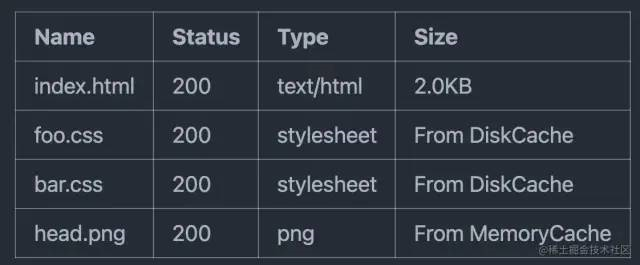 Name Status Type Size
index.html 200 text/html 2.0KB
foo.css 200 stylesheet From DiskCache
bar.css 200 stylesheet From DiskCache
head.png 200 png From MemoryCache
@稀土掘金技术社区